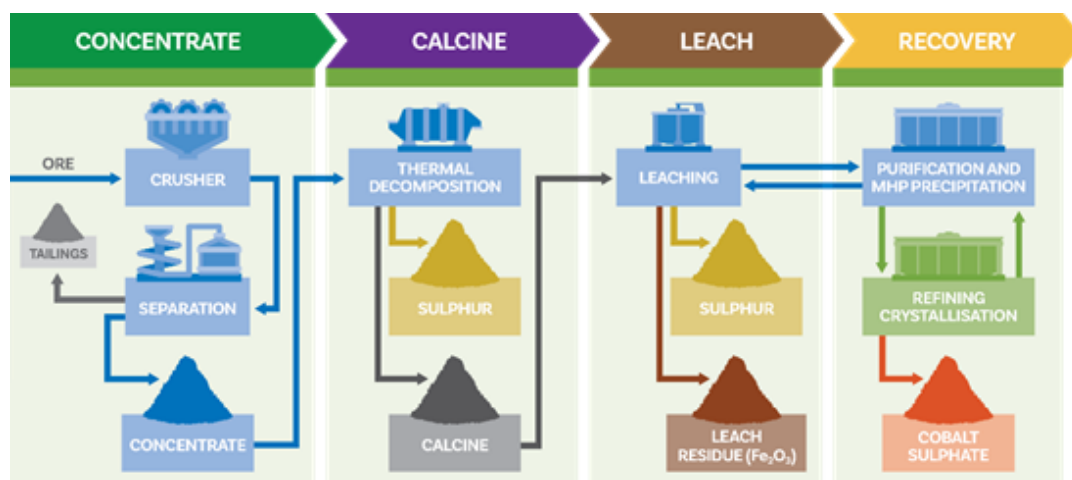 CONCENTRATE
CALCINE
LEACH
RECOVERY
ORE
CRUSHER
TAILINGS
SEPARATION
CONCENTRATE
THERMAL
DECOMPOSITION
SULPHUR
CALCINE
LEACHING
SULPHUR
LEACH
RESIDUE (Fe₂O₃)
PURIFICATION AND
MHP PRECIPITATION
REFINING
CRYSTALLISATION
COBALT
SULPHATE